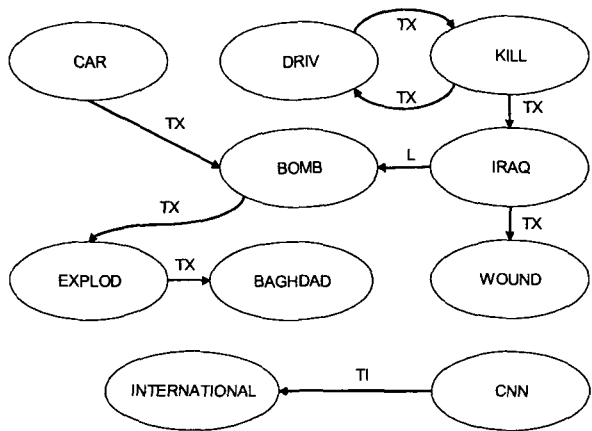 CAR
DRIV
TX
KILL
TX
TX
TX
BOMB
L
IRAQ
TX
TX
EXPLOD
TX
BAGHDAD
WOUND
INTERNATIONAL
TI
CNN